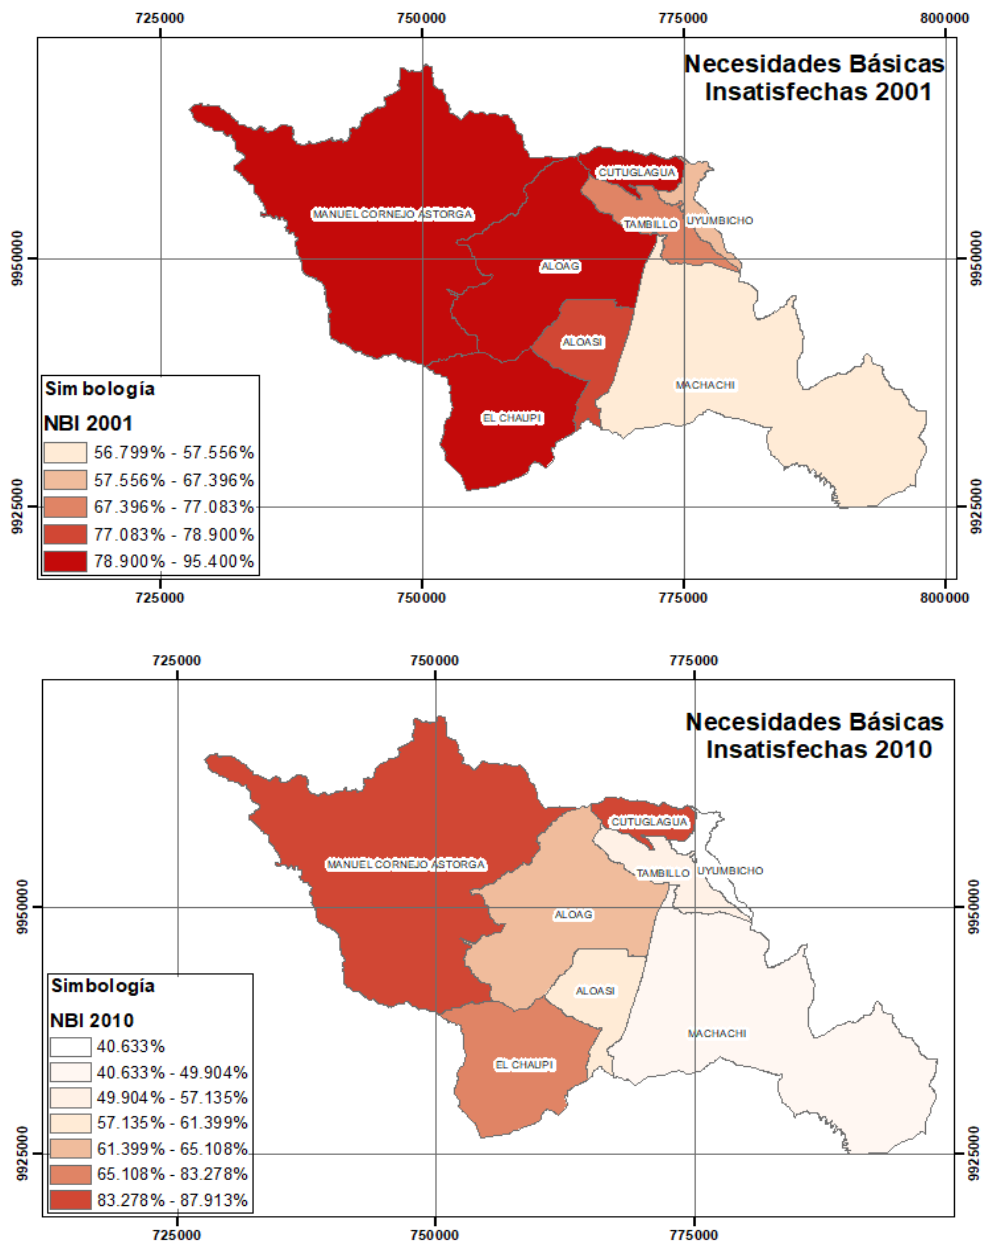 725000 750000 775000 800000
Necesidades Básicas
Insatisfechas 2001
CUTUGLAGUA
MANUEL CORNEJO ASTORGA
TAMBILLO
UYUMBICHO
9950000
9950000
ALOAG
ALOASI
MACHACHI
EL CHAUPI
Simbología
NBI 2001
56.799% - 57.556%
57.556% - 67.396%
67.396% - 77.083%
77.083% - 78.900%
78.900% - 95.400%
9925000
9925000
725000 750000 775000 800000
725000 750000 775000
Necesidades Básicas
Insatisfechas 2010
CUTUGLAGUA
MANUEL CORNEJO ASTORGA
TAMBILLO
UYUMBICHO
9950000
9950000
ALOAG
ALOASI
MACHACHI
EL CHAUPI
Simbología
NBI 2010
40.633%
40.633% - 49.904%
49.904% - 57.135%
57.135% - 61.399%
61.399% - 65.108%
65.108% - 83.278%
83.278% - 87.913%
9925000
9925000
725000 750000 775000